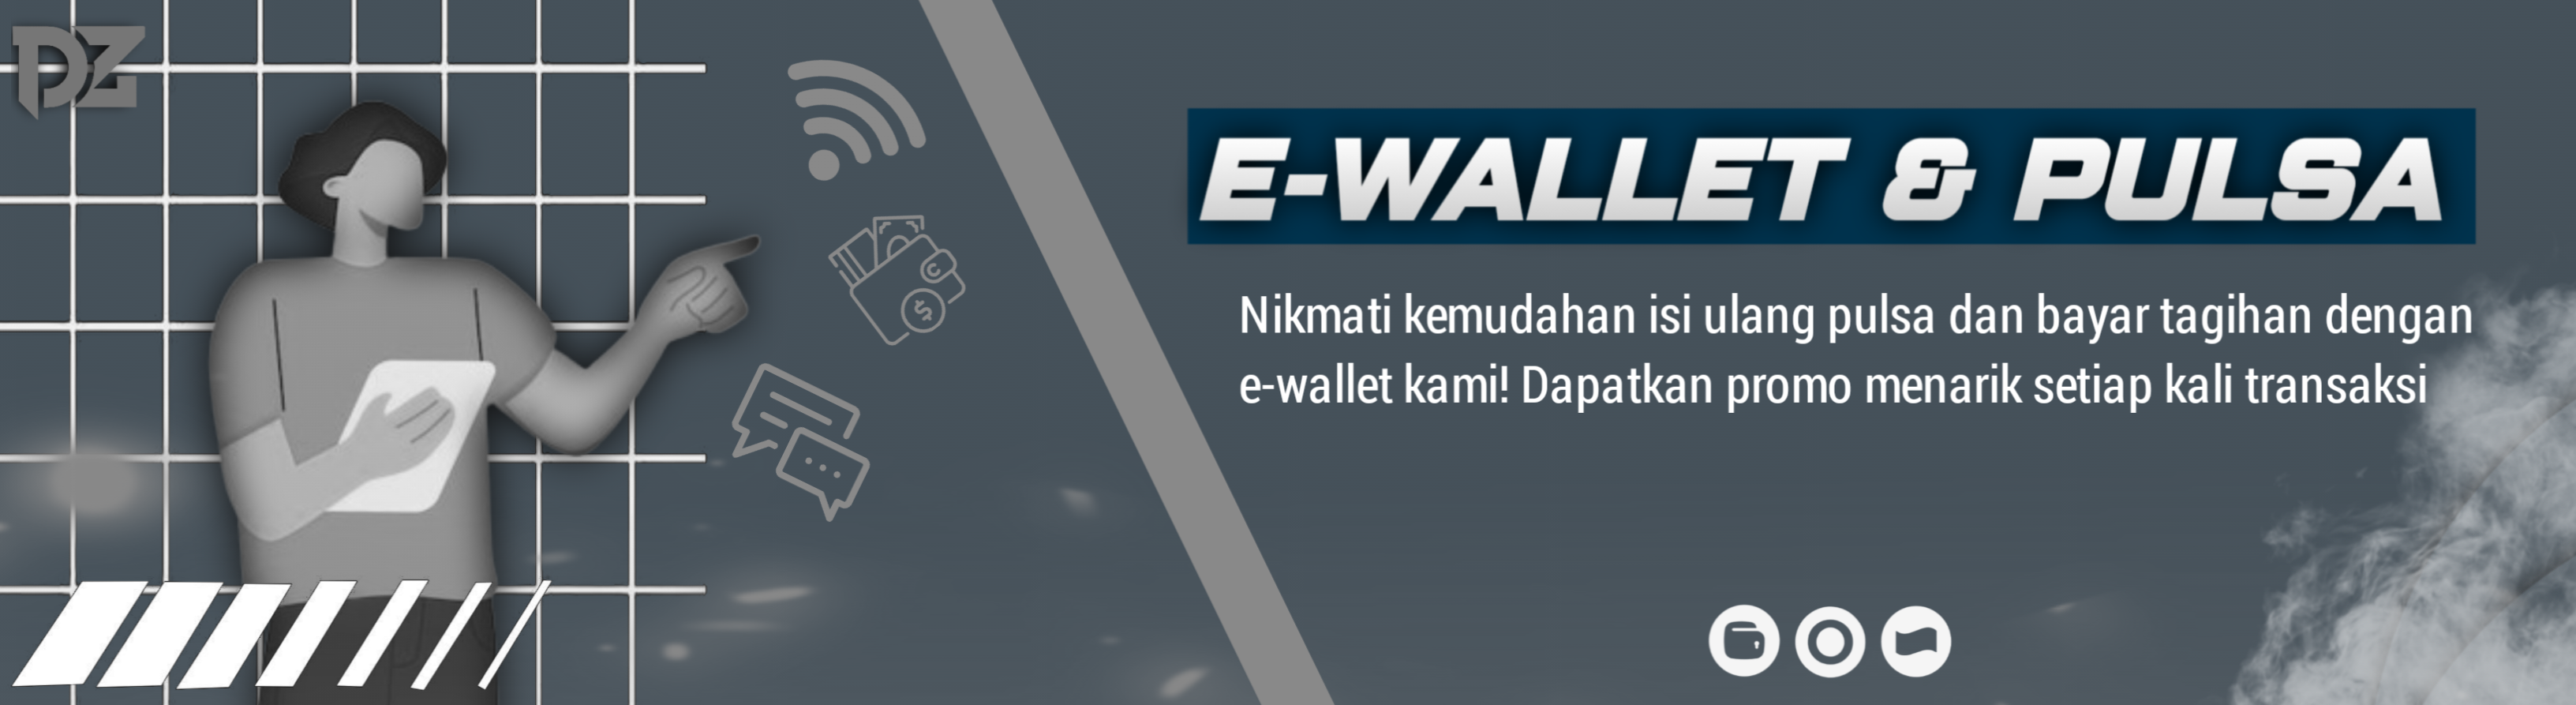 DZ
E-WALLET & PULSA
Nikmati kemudahan isi ulang pulsa dan bayar tagihan dengan
e-wallet kami! Dapatkan promo menarik setiap kali transaksi